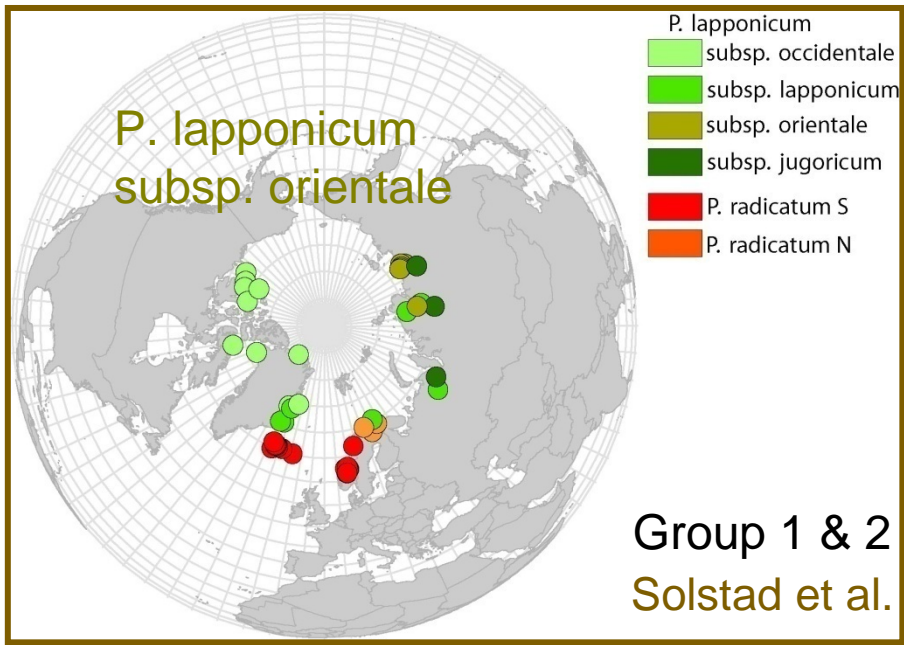 P. lapponicum
subsp. orientale
P. lapponicum
subsp. occidentale
subsp. lapponicum
subsp. orientale
subsp. jugoricum
P. radicatum S
P. radicatum N
Group 1 & 2
Solstad et al.